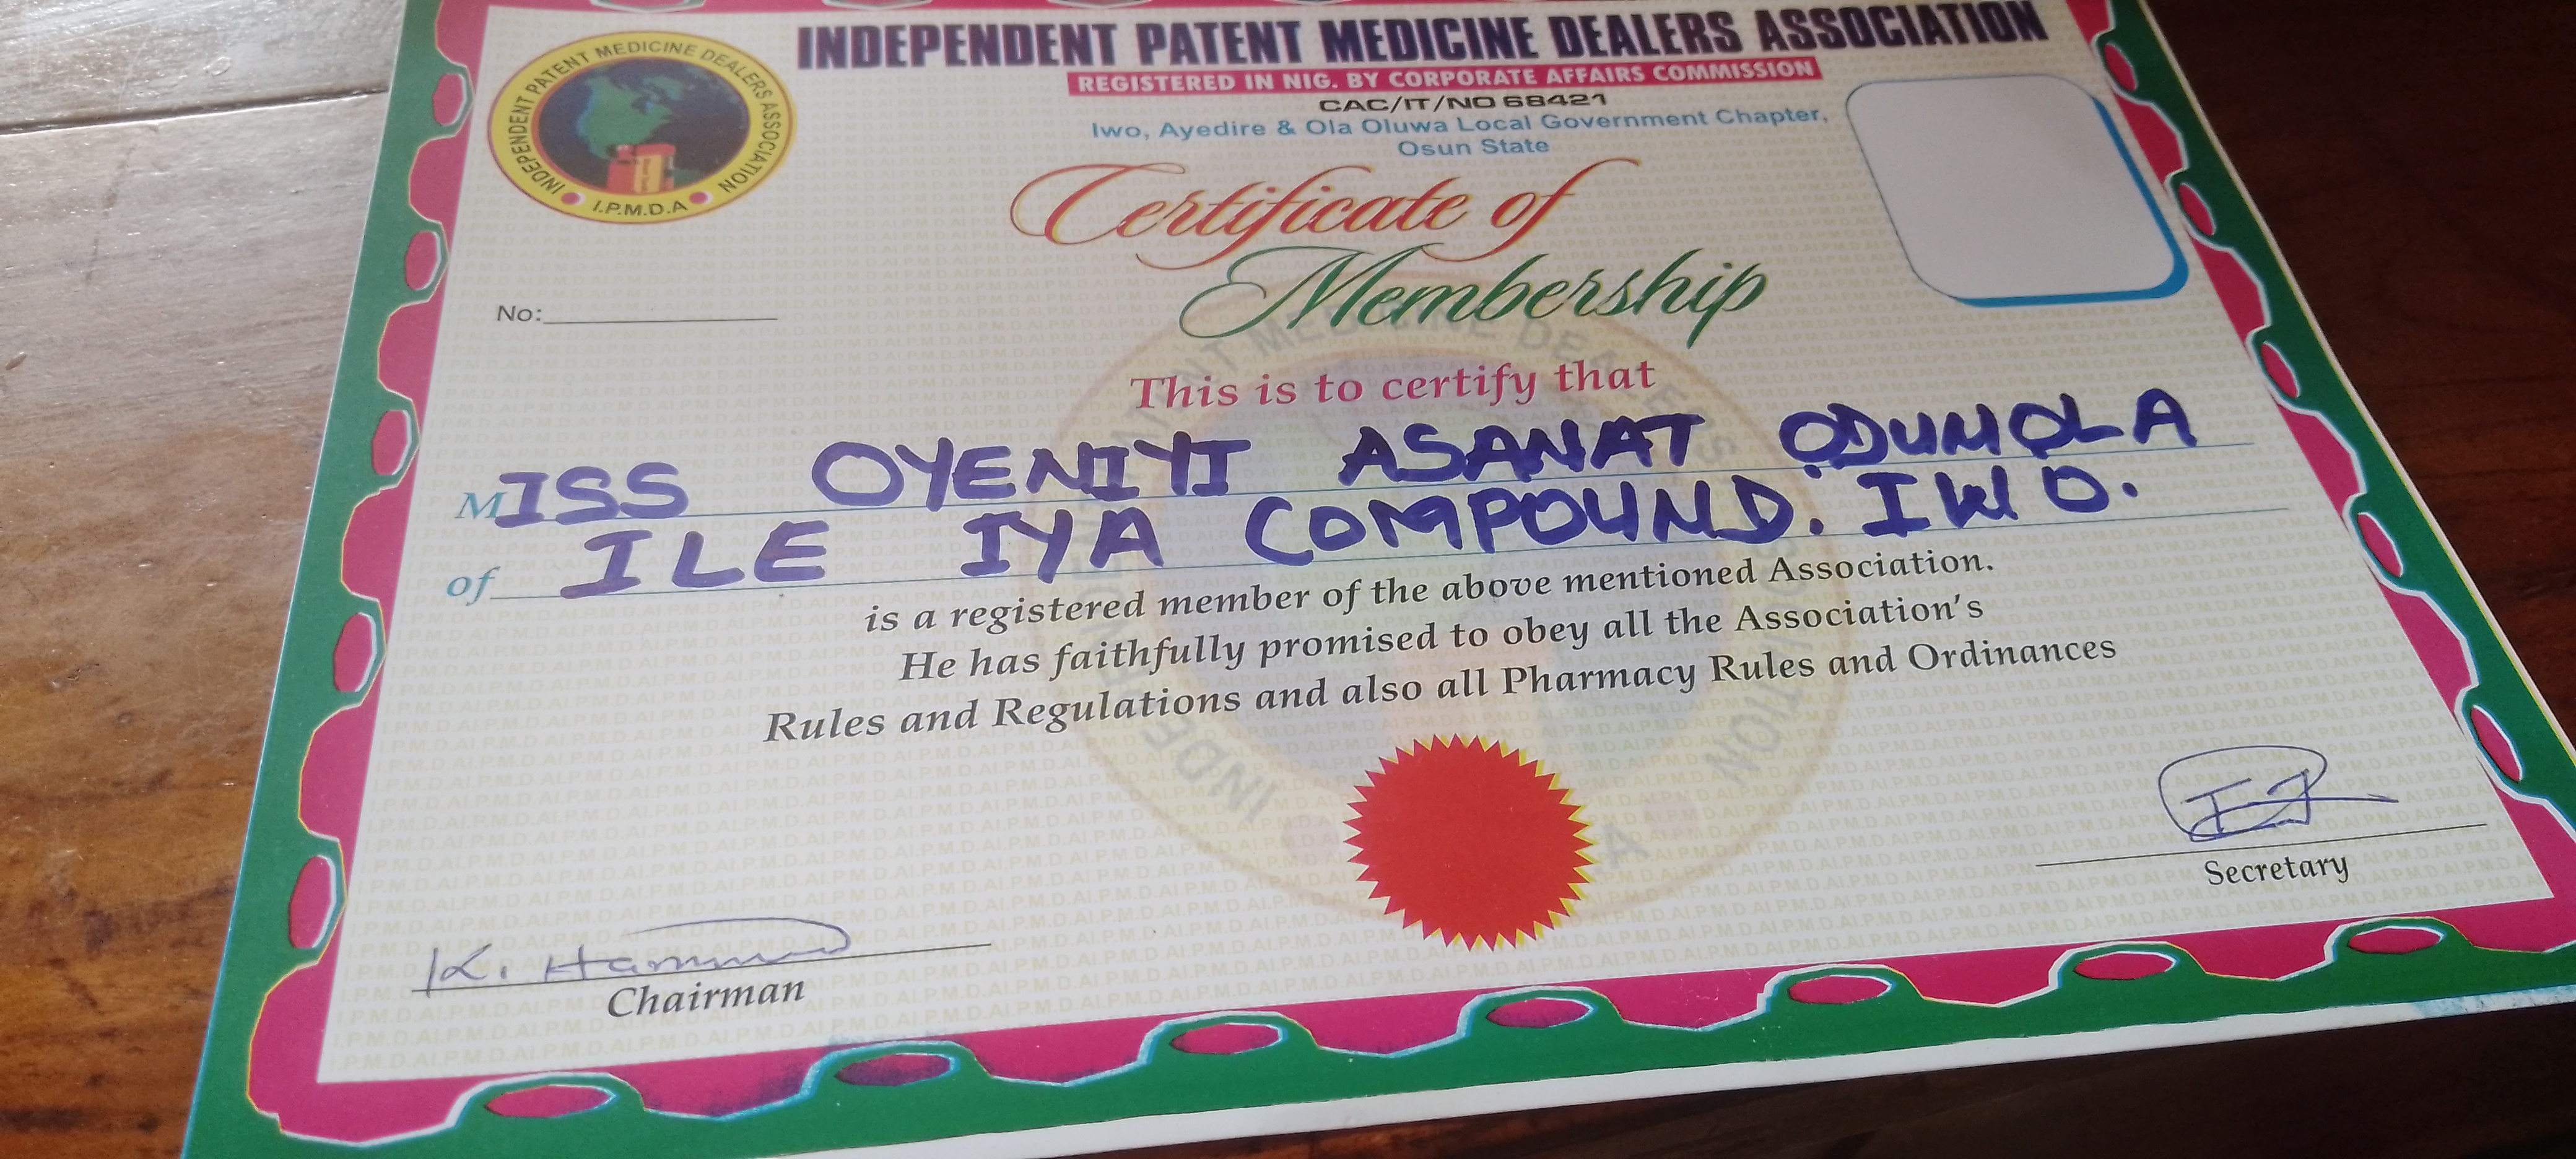 INDEPENDENT PATENT MEDICINE DEALERS ASSOCIATION
REGISTERED IN NIG. BY CORPORATE AFFAIRS COMMISSION
CAC/IT/NO 68421
Iwo, Ayedire & Ola Oluwa Local Government Chapter,
Osun State
INDEPENDENT PATENT MEDICINE DEALERS ASSOCIATION
I.P.M.D.A
Certificate of
Membership
No:
This is to certify that
MISS OYENIYI ASANAT ODUMOLA
of ILE IYA COMPOUND. IWO.
is a registered member of the above mentioned Association.
He has faithfully promised to obey all the Association's
Rules and Regulations and also all Pharmacy Rules and Ordinances
Secretary
K.
Chairman